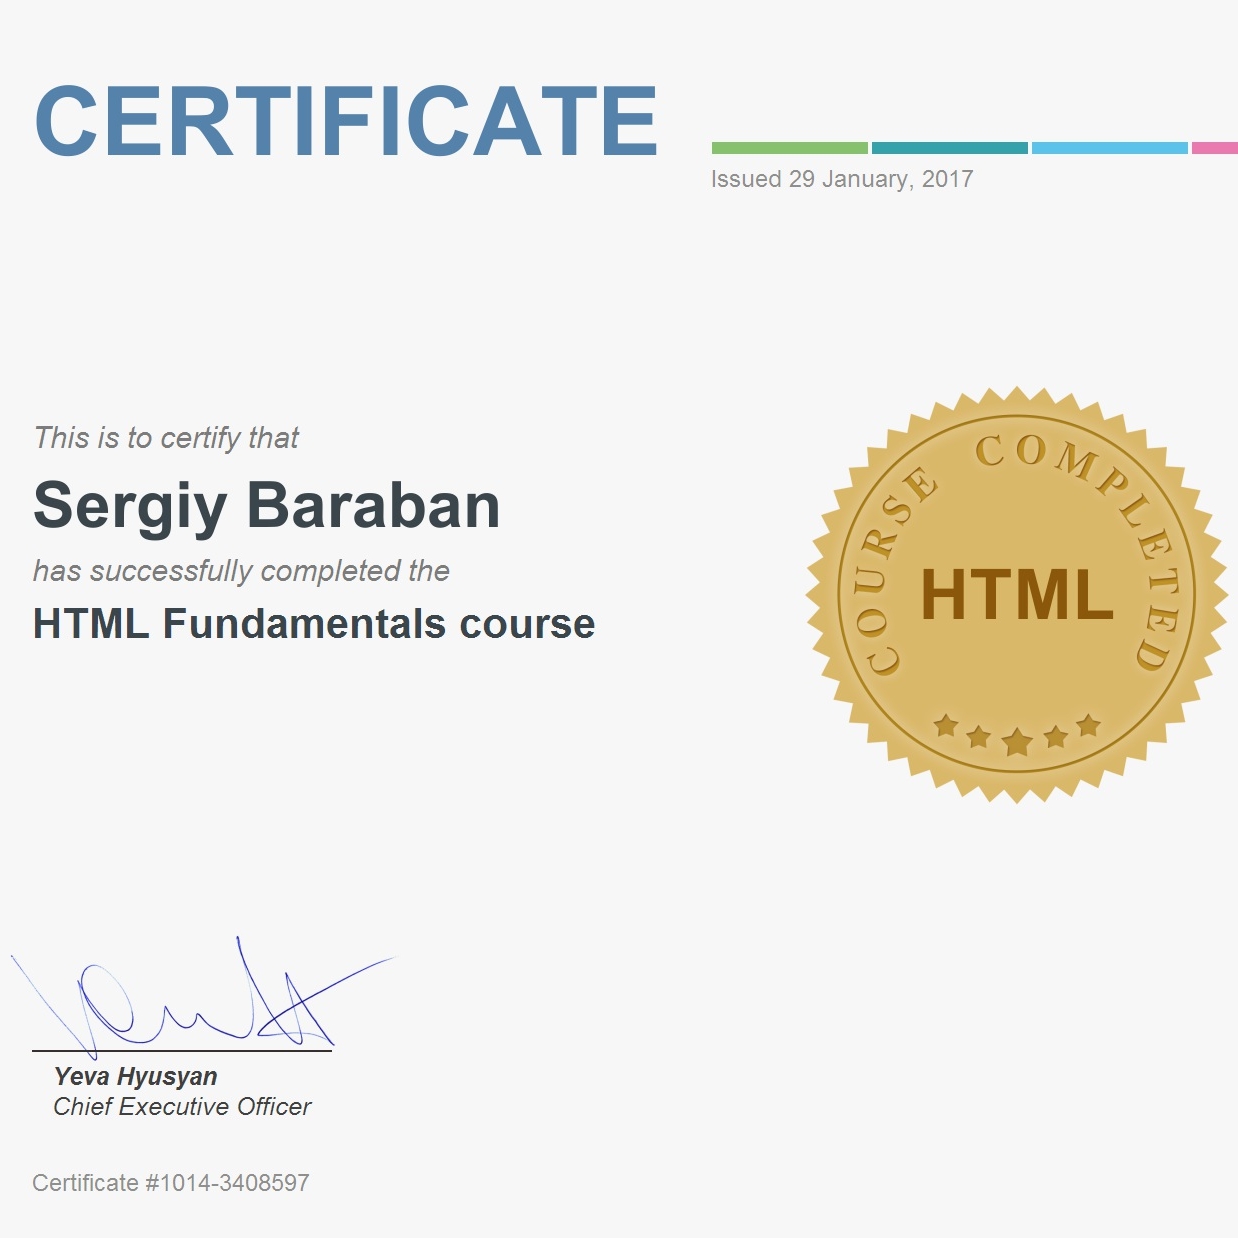 CERTIFICATE
Issued 29 January, 2017
This is to certify that
Sergiy Baraban
has successfully completed the
HTML Fundamentals course
COURSE COMPLETED
HTML
Yeva Hyusyan
Chief Executive Officer
Certificate #1014-3408597